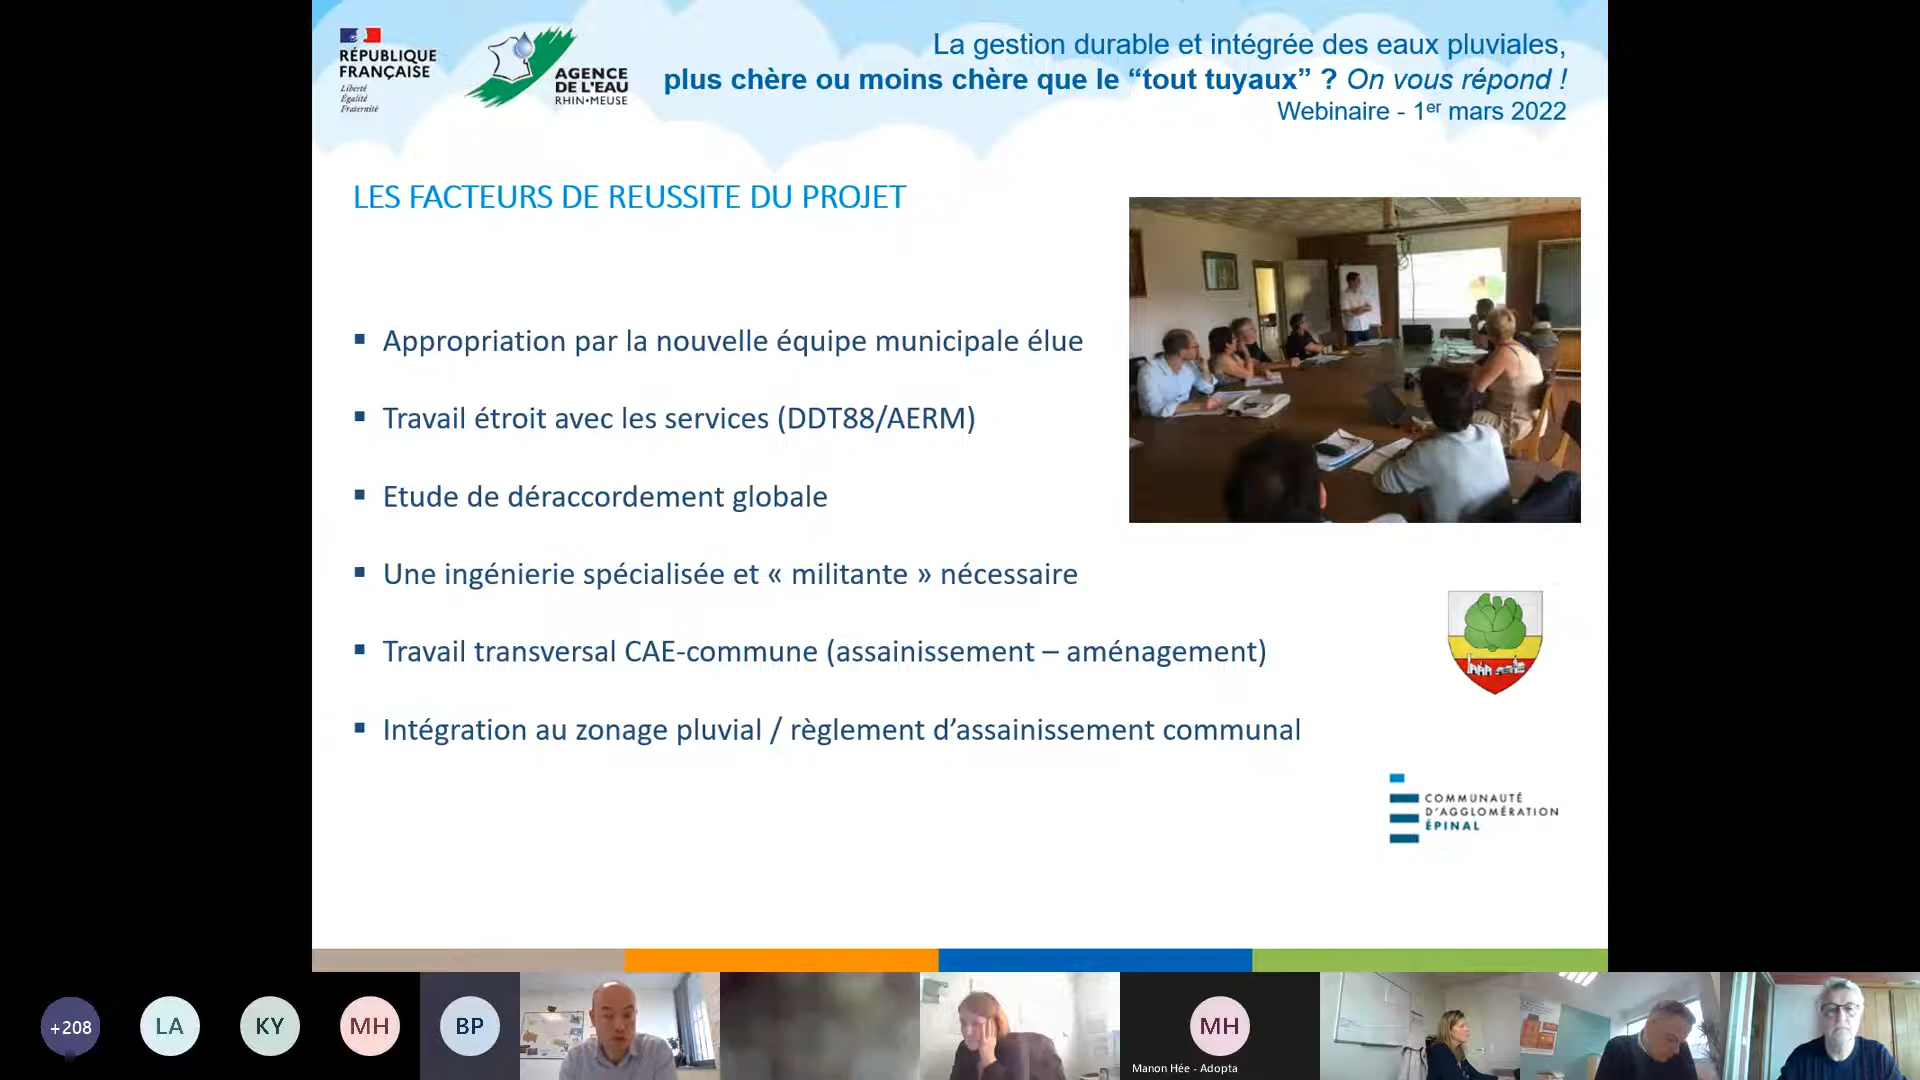 RÉPUBLIQUE
FRANÇAISE
Liberté
Égalité
Fraternité
AGENCE
DE L'EAU
RHIN•MEUSE
La gestion durable et intégrée des eaux pluviales,
plus chère ou moins chère que le “tout tuyaux” ? On vous répond !
Webinaire - 1er mars 2022
LES FACTEURS DE REUSSITE DU PROJET
▪ Appropriation par la nouvelle équipe municipale élue
▪ Travail étroit avec les services (DDT88/AERM)
▪ Etude de déraccordement globale
▪ Une ingénierie spécialisée et « militante » nécessaire
▪ Travail transversal CAE-commune (assainissement – aménagement)
▪ Intégration au zonage pluvial / règlement d’assainissement communal
COMMUNAUTÉ
D'AGGLOMÉRATION
ÉPINAL
+208
LA
KY
MH
BP
MH
Manon Hée - Adopta